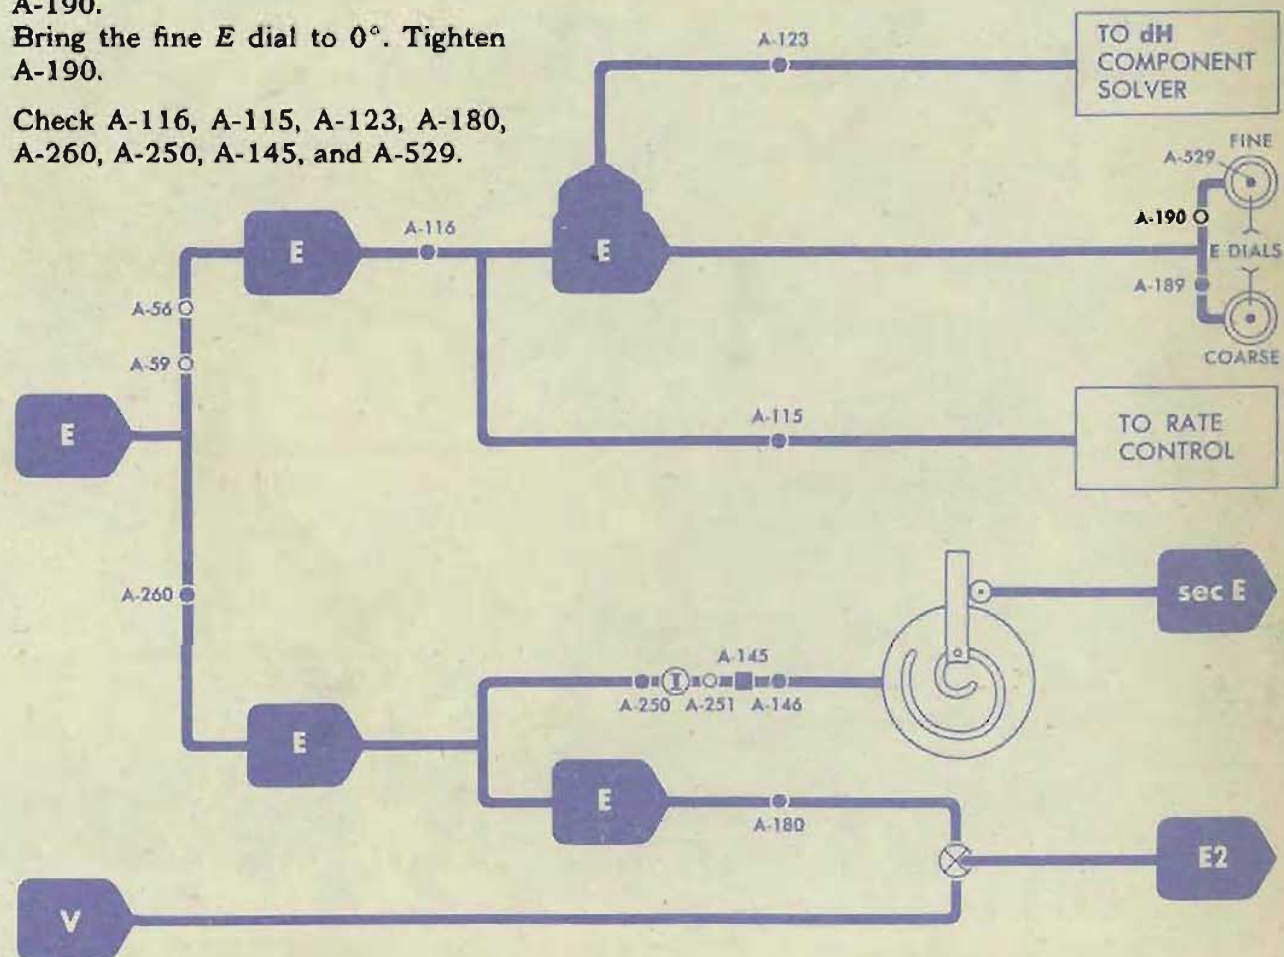 A-190.
Bring the fine E dial to 0°. Tighten
A-190.
Check A-116, A-115, A-123, A-180,
A-260, A-250, A-145, and A-529.
A-123
TO dH
COMPONENT
SOLVER
FINE
A-529
A-190
E DIALS
A-189
COARSE
E
A-116
E
A-56
A-59
E
A-115
TO RATE
CONTROL
A-260
sec E
A-145
A-250 A-251 A-146
I
E
E
A-180
E2
V